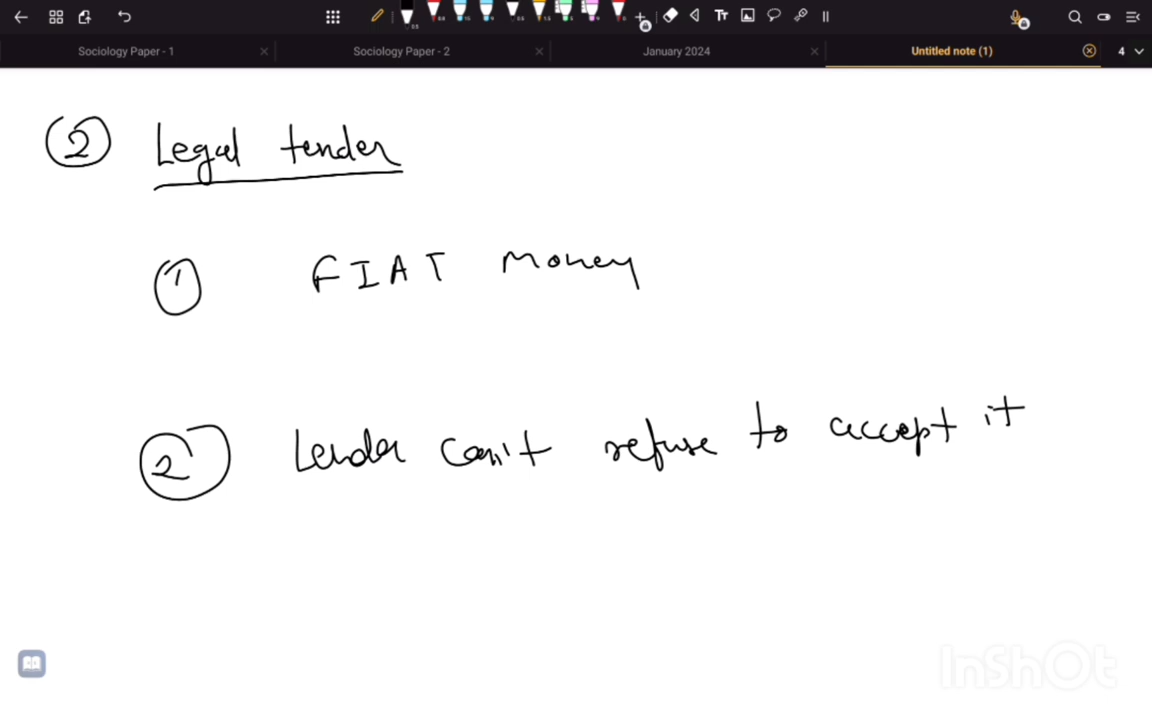 Sociology Paper - 1 Sociology Paper - 2 January 2024 Untitled note (1) 4
② Legal tender
① FIAT Money
② Lender can't refuse to accept it
InShOt